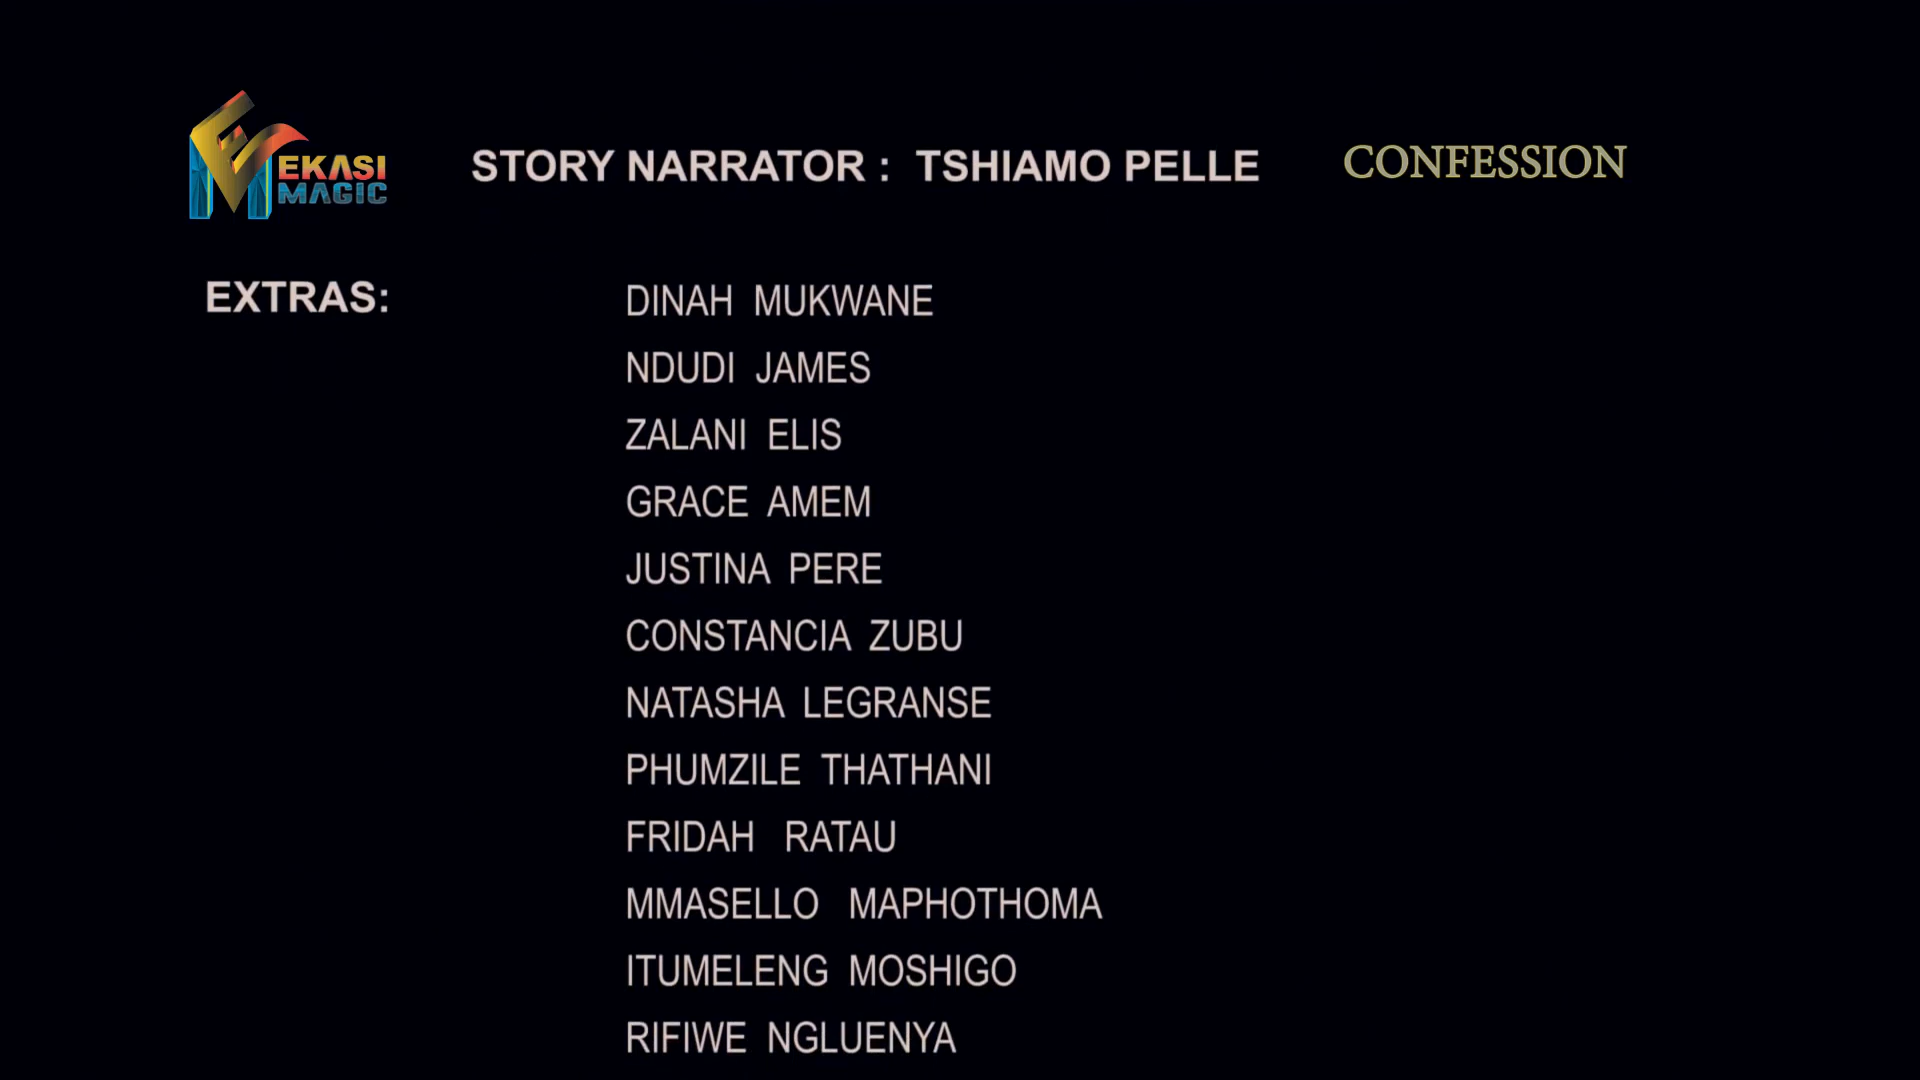 EKASI
MAGIC
STORY NARRATOR : TSHIAMO PELLE
CONFESSION
EXTRAS:
DINAH MUKWANE
NDUDI JAMES
ZALANI ELIS
GRACE AMEM
JUSTINA PERE
CONSTANCIA ZUBU
NATASHA LEGRANSE
PHUMZILE THATHANI
FRIDAH RATAU
MMASELLO MAPHOTHOMA
ITUMELENG MOSHIGO
RIFIWE NGLUENYA